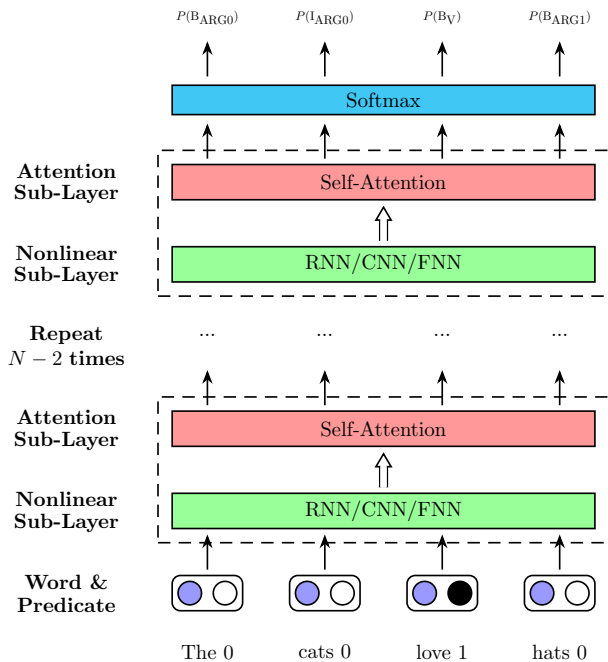 P(B_ARG0) P(I_ARG0) P(B_V) P(B_ARG1)
Softmax
Attention
Sub-Layer
Self-Attention
Nonlinear
Sub-Layer
RNN/CNN/FNN
Repeat
N − 2 times
... ... ... ...
Attention
Sub-Layer
Self-Attention
Nonlinear
Sub-Layer
RNN/CNN/FNN
Word &
Predicate
The 0 cats 0 love 1 hats 0